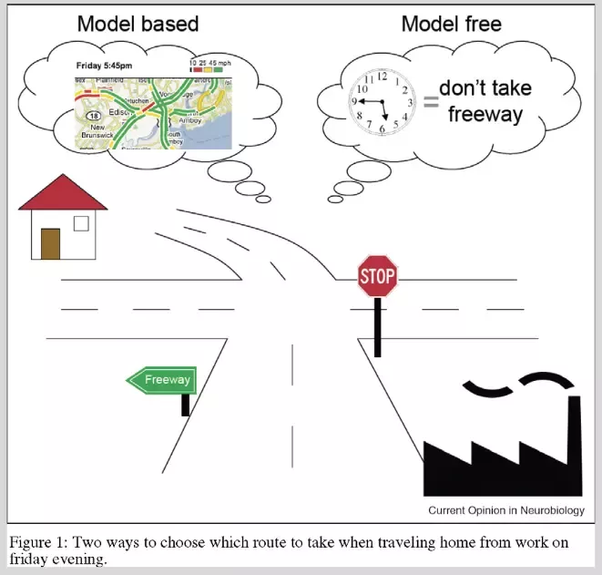 Model based
Model free
Friday 5:45pm
10 25 45 mph
Edison
18
New
Brunswick
Amboy
12
1
2
3
4
5
6
7
8
9
10
11
= don't take
freeway
STOP
Freeway
Current Opinion in Neurobiology
Figure 1: Two ways to choose which route to take when traveling home from work on
friday evening.